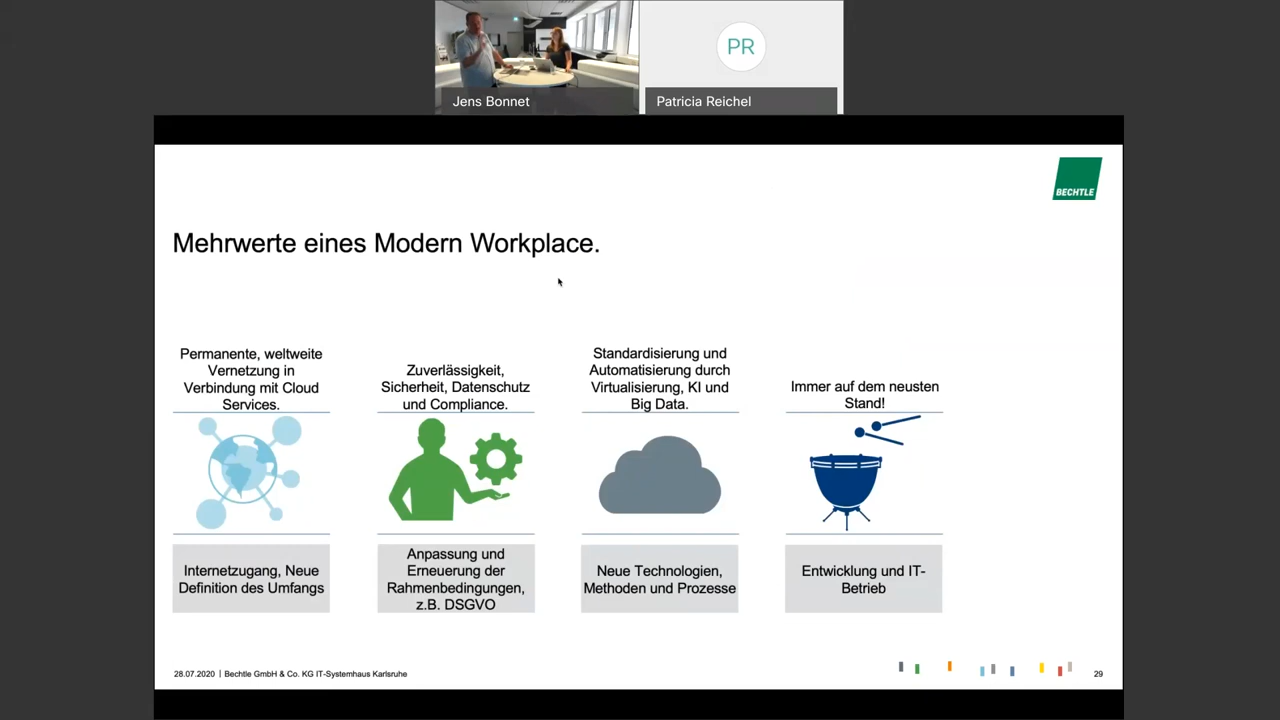 Jens Bonnet
PR
Patricia Reichel
BECHTLE
Mehrwerte eines Modern Workplace.
Permanente, weltweite
Vernetzung in
Verbindung mit Cloud
Services.
Internetzugang, Neue
Definition des Umfangs
Zuverlässigkeit,
Sicherheit, Datenschutz
und Compliance.
Anpassung und
Erneuerung der
Rahmenbedingungen,
z.B. DSGVO
Standardisierung und
Automatisierung durch
Virtualisierung, KI und
Big Data.
Neue Technologien,
Methoden und Prozesse
Immer auf dem neusten
Stand!
Entwicklung und IT-
Betrieb
28.07.2020 | Bechtle GmbH & Co. KG IT-Systemhaus Karlsruhe
29